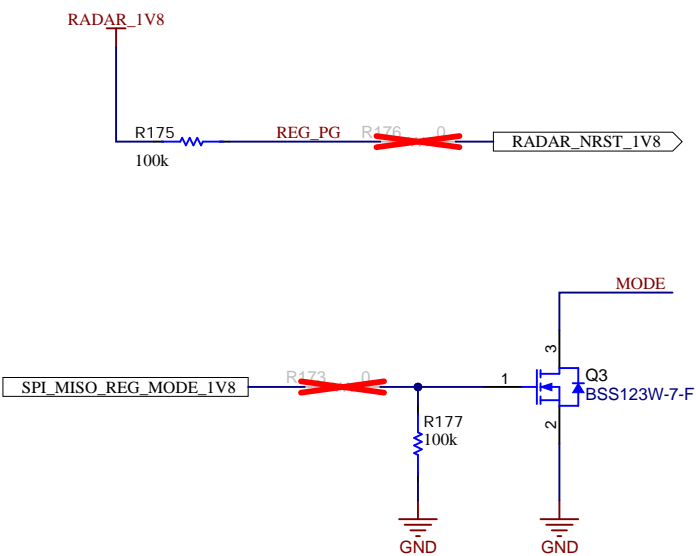 RADAR_1V8
R175
100k
REG_PG
R176
0
RADAR_NRST_1V8
MODE
SPI_MISO_REG_MODE_1V8
R173
0
1
3
2
Q3
BSS123W-7-F
R177
100k
GND
GND